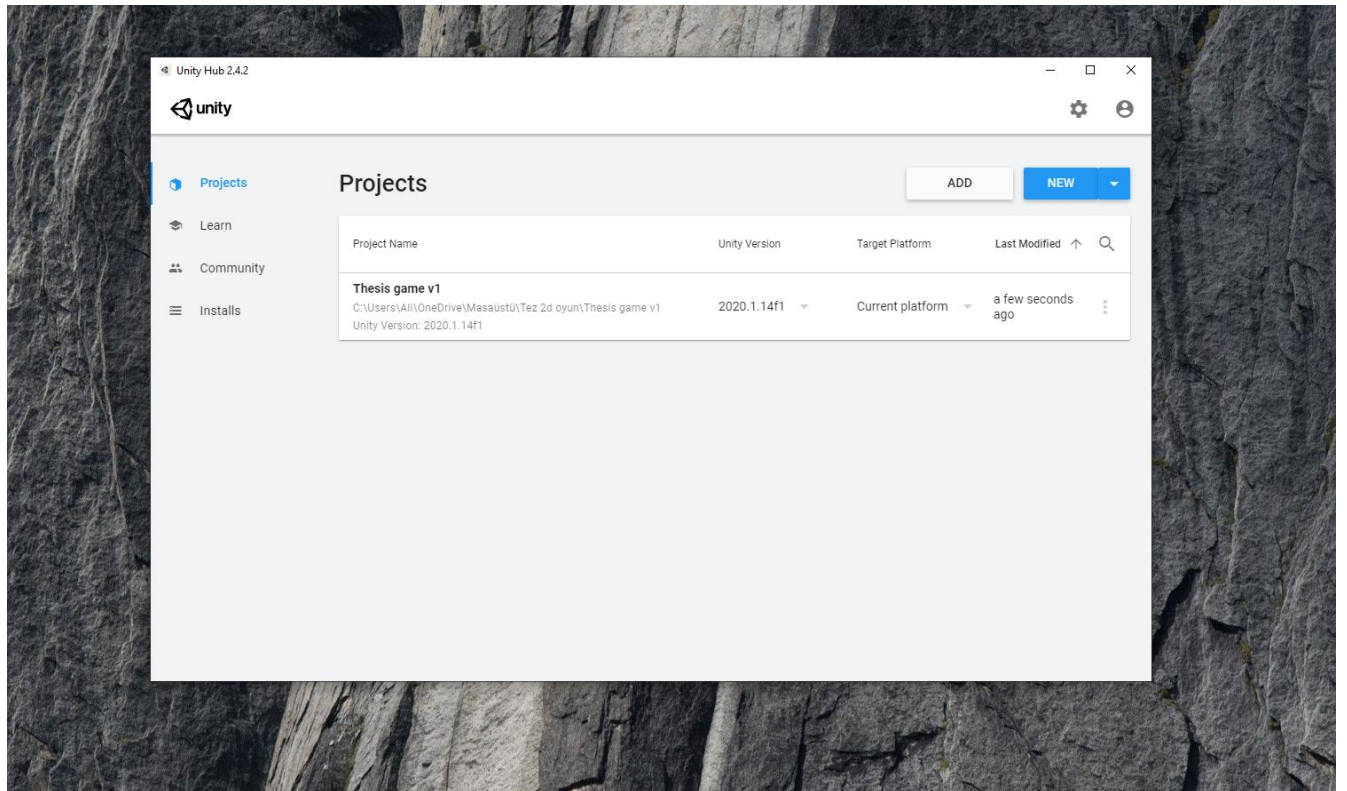 Unity Hub 2.4.2
unity
Projects
Learn
Community
Installs
Projects
ADD
NEW
Project Name
Unity Version
Target Platform
Last Modified
Thesis game v1
C:\Users\Ali\OneDrive\Masaüstü\Tez 2d oyun\Thesis game v1
Unity Version: 2020.1.14f1
2020.1.14f1
Current platform
a few seconds
ago